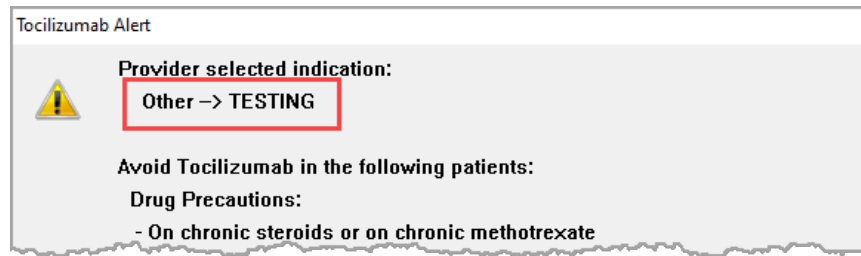 Tocilizumab Alert
Provider selected indication:
Other –> TESTING
Avoid Tocilizumab in the following patients:
Drug Precautions:
- On chronic steroids or on chronic methotrexate